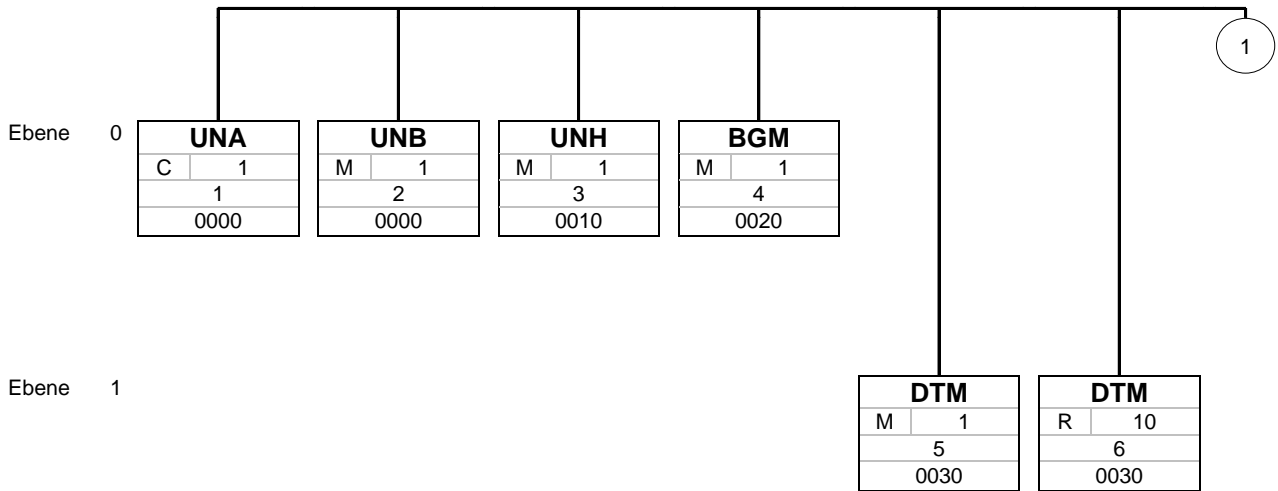 1
Ebene 0
UNA UNB UNH BGM
C 1 M 1 M 1 M 1
1 2 3 4
0000 0000 0010 0020
Ebene 1
DTM DTM
M 1 R 10
5 6
0030 0030